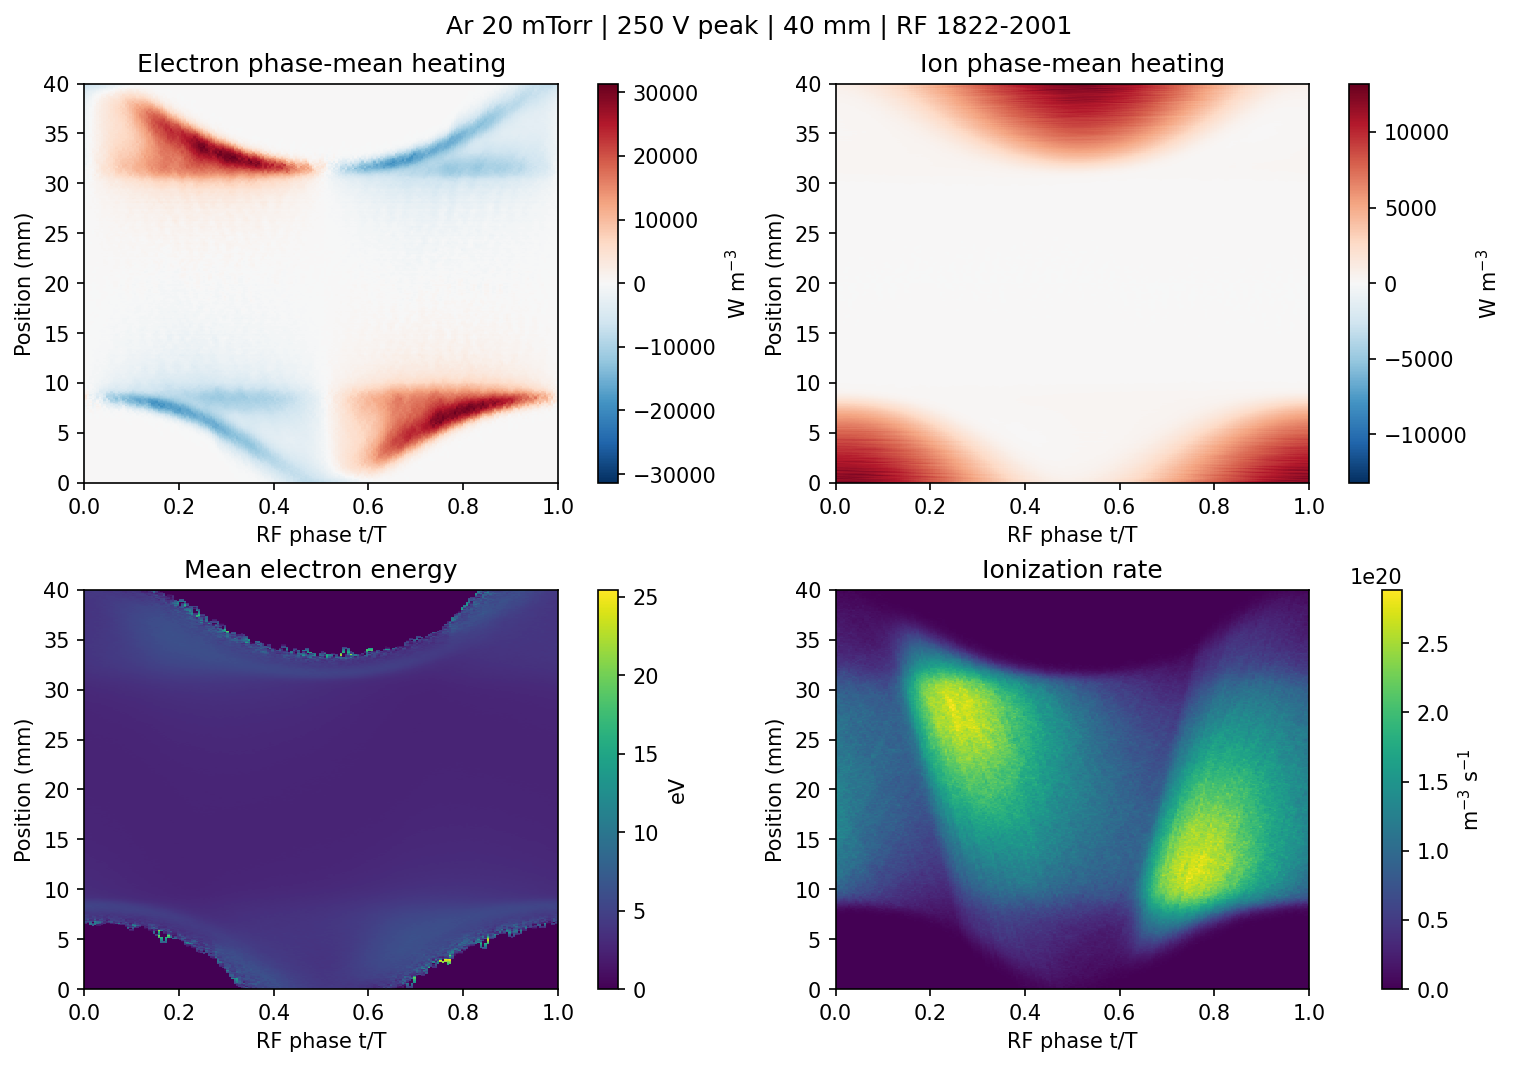 Ar 20 mTorr | 250 V peak | 40 mm | RF 1822-2001
Electron phase-mean heating
Position (mm)
40
35
30
25
20
15
10
5
0
0.0 0.2 0.4 0.6 0.8 1.0
RF phase t/T
30000
20000
10000
0
−10000
−20000
−30000
W m⁻³
Ion phase-mean heating
Position (mm)
40
35
30
25
20
15
10
5
0
0.0 0.2 0.4 0.6 0.8 1.0
RF phase t/T
10000
5000
0
−5000
−10000
W m⁻³
Mean electron energy
Position (mm)
40
35
30
25
20
15
10
5
0
0.0 0.2 0.4 0.6 0.8 1.0
RF phase t/T
25
20
15
10
5
0
eV
Ionization rate
Position (mm)
40
35
30
25
20
15
10
5
0
0.0 0.2 0.4 0.6 0.8 1.0
RF phase t/T
1e20
2.5
2.0
1.5
1.0
0.5
0.0
m⁻³ s⁻¹